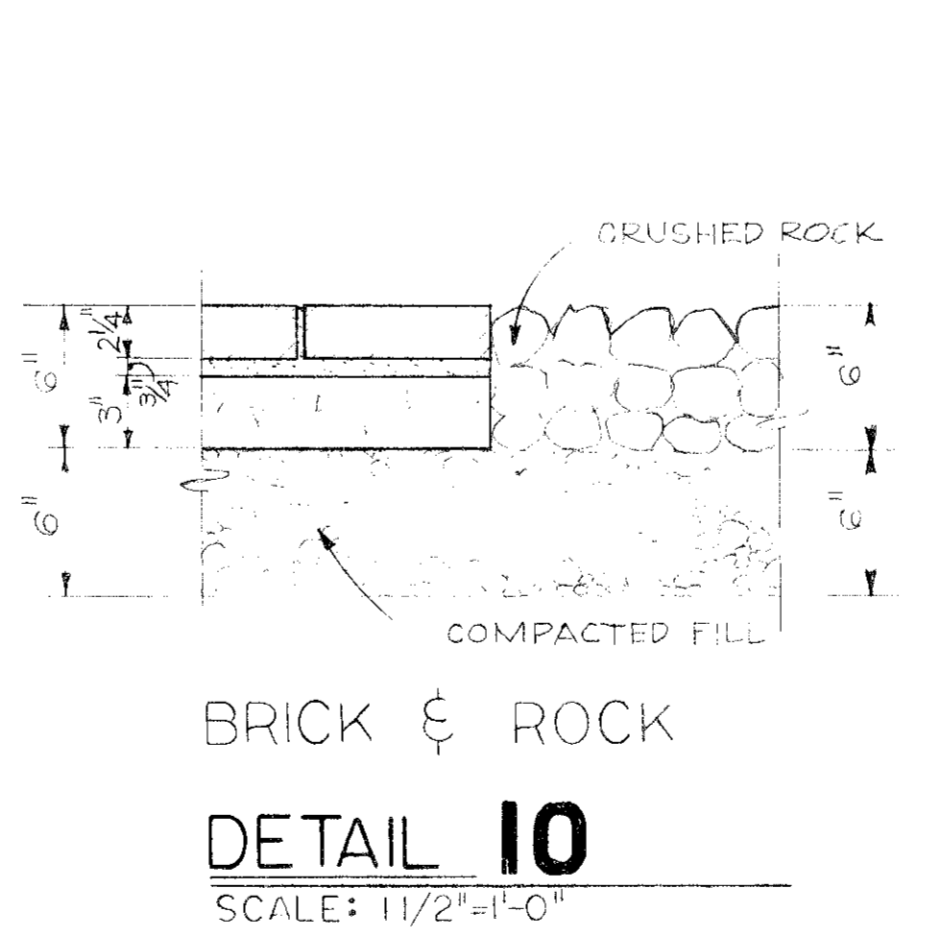 CRUSHED ROCK
6"
2 1/4"
3/4"
3"
6"
6"
6"
COMPACTED FILL
BRICK & ROCK
DETAIL 10
SCALE: 1 1/2"=1'-0"